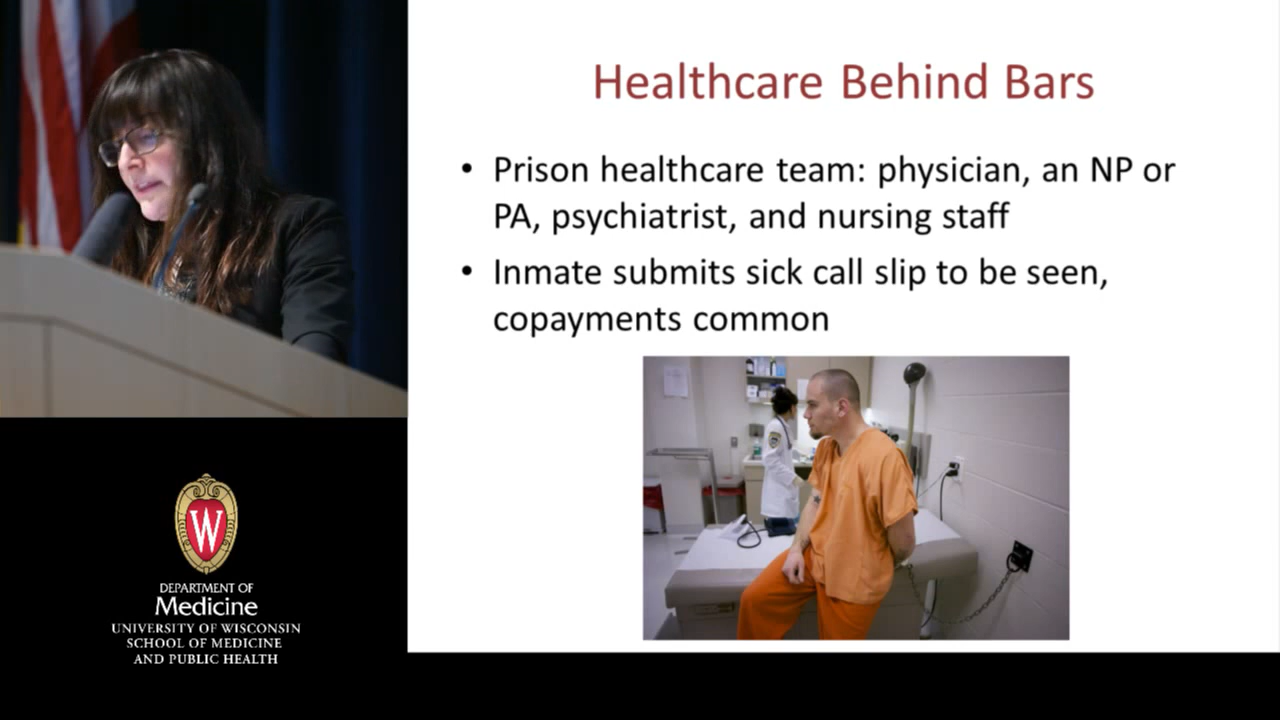 Healthcare Behind Bars
• Prison healthcare team: physician, an NP or
PA, psychiatrist, and nursing staff
• Inmate submits sick call slip to be seen,
copayments common
W
DEPARTMENT OF
Medicine
UNIVERSITY OF WISCONSIN
SCHOOL OF MEDICINE
AND PUBLIC HEALTH